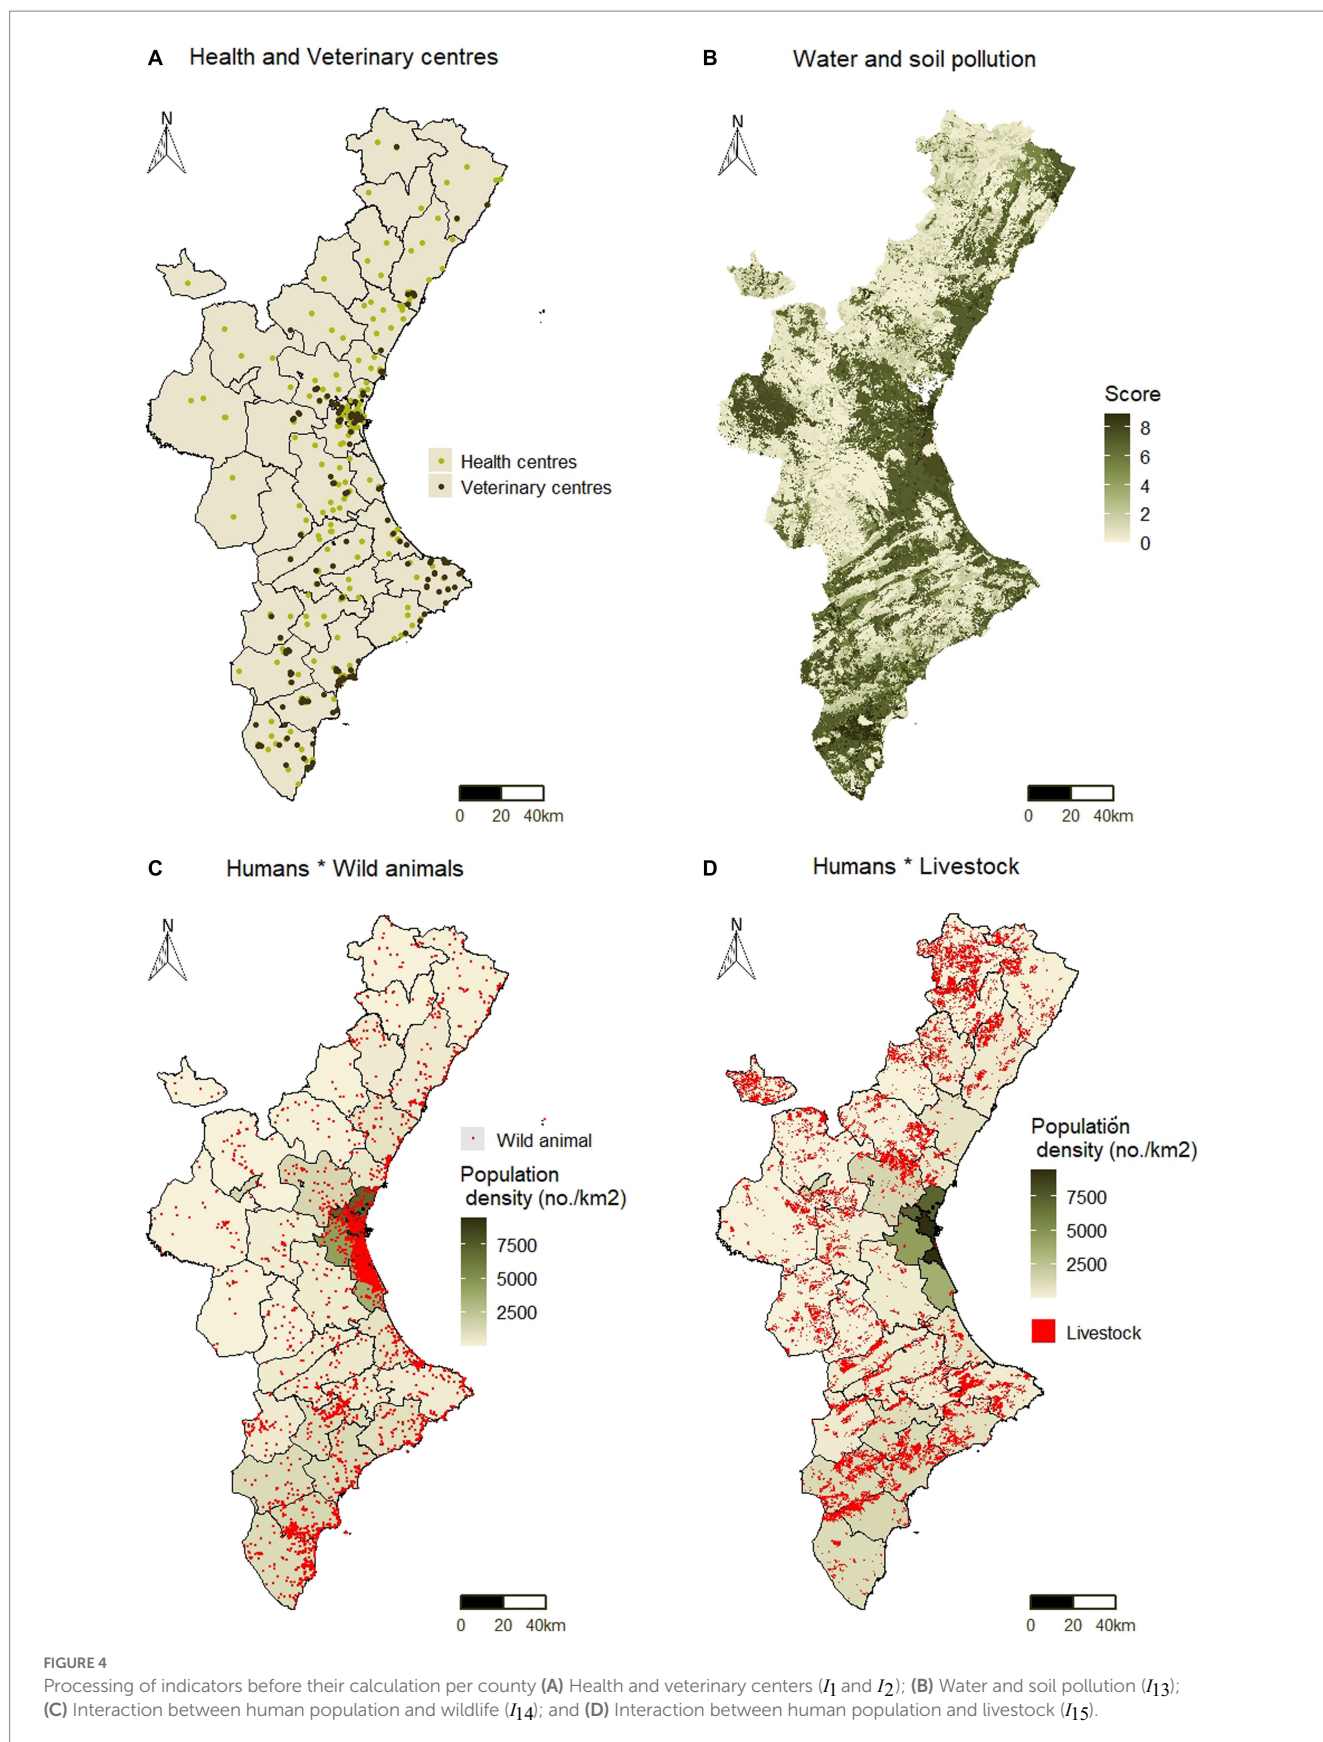 A Health and Veterinary centres
N
Health centres
Veterinary centres
0 20 40km
B Water and soil pollution
N
Score
8
6
4
2
0
0 20 40km
C Humans * Wild animals
N
Wild animal
Population
density (no./km2)
7500
5000
2500
0 20 40km
D Humans * Livestock
N
Population
density (no./km2)
7500
5000
2500
Livestock
0 20 40km
FIGURE 4
Processing of indicators before their calculation per county (A) Health and veterinary centers (I1 and I2); (B) Water and soil pollution (I13);
(C) Interaction between human population and wildlife (I14); and (D) Interaction between human population and livestock (I15).